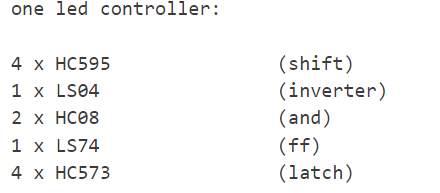 one led controller:
4 x HC595 (shift)
1 x LS04 (inverter)
2 x HC08 (and)
1 x LS74 (ff)
4 x HC573 (latch)